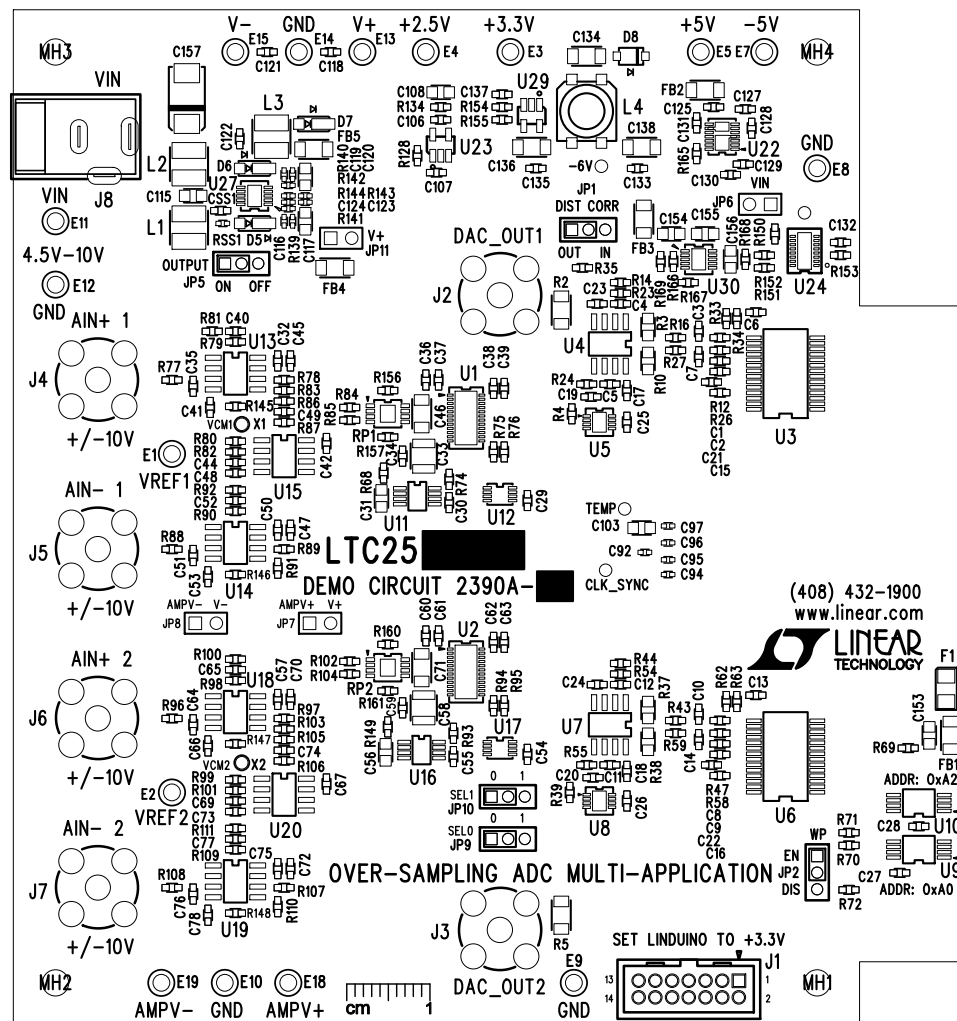 V- GND V+ +2.5V +3.3V +5V -5V
MH3 E15 E14 E13 E4 E3 C134 D8 E5 E7 MH4
C157 C121 C118 U29 FB2
VIN L3 C108 C137 L4 C125 C127
R134 R154 C128
C106 R155 C131
D7 FB5 C122 R140 C119 C120 R128 U23 C138 R165 U22 GND
L2 D6 C136 C135 -6V C133 C129 E8
VIN J8 U27 R142 C107 JP1 C130 VIN
C115 CSS1 R144 R143 DIST CORR JP6
E11 C124 C123 C154 C155
L1 R141 C156 R168 R150 C132
4.5V-10V RSS1 D5 C116 R139 C117 V+ JP11 DAC_OUT1 OUT IN FB3 R153
OUTPUT R35 R169 R166 R152 U24
JP5 ON OFF FB4 J2 R2 R14 R167 U30 R151
E12 R23
GND C23 C4 R3 C3 R33 C6
AIN+ 1 R81 C40 U4 R16 R34
R79 U13 C32 C45 C36 C37 C38 C39 R27
J4 R77 C35 R78 R156 U1 R24 R10 C7
R83 C19 C5 C17 R12
C41 R145 R86 R85 R84 C46 R4 R26
VCM1 X1 C49 RP1 R75 R76 C25 C1 U3
+/-10V R87 R157 C34 C33 U5 C2
R80 C21
E1 R82 C42 R68 R74 C15
VREF1 C44 C48 U15
AIN- 1 R92 C31 U11 C30 U12 C29 TEMP
C52 C50 C103 C97
R90 C47 C96
J5 R88 C51 R89 LTC25 C92 C95
C53 R146 R91 C94
U14 DEMO CIRCUIT 2390A- CLK_SYNC
+/-10V (408) 432-1900
AMPV- V- AMPV+ V+ www.linear.com
JP8 JP7 C60 C61 C62 C63
AIN+ 2 R100 R160 U2 LINEAR
C65 R102 R44 TECHNOLOGY
R98 U18 C57 C70 R104 C71 R54 R62 R63 F1
J6 R96 C64 R97 RP2 R94 R95 C24 C12 R37 C10 C13
R103 R161 C59 C58 R43 C153
C66 R147 R105 R149 R93 U17 U7 R59 R69
VCM2 X2 C74 R55 C14 FB1
+/-10V R99 R106 C56 U16 C55 C54 C20 C11 C18 R38 ADDR: 0xA2
R101 C67 0 1 R39 R47
E2 C69 SEL1 C26 R58
VREF2 C73 U20 JP10 U8 C8 U6 U10
R111 0 1 C9 WP R71 C28
AIN- 2 C77 SEL0 C22 EN R70
R109 C75 C72 JP9 C16 JP2 C27 U9
J7 R108 C76 R107 OVER-SAMPLING ADC MULTI-APPLICATION DIS ADDR: 0xA0
C78 R148 R110 R72
U19 J3 R5
+/-10V SET LINDUINO TO +3.3V
E9 J1
MH2 E19 E10 E18 13 1 MH1
14 2
AMPV- GND AMPV+ cm 1 DAC_OUT2 GND